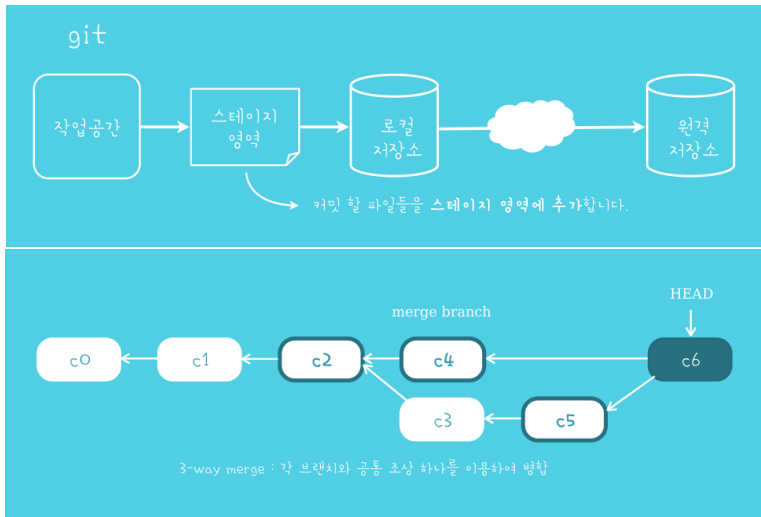 git
작업공간
스테이지
영역
로컬
저장소
원격
저장소
커밋 할 파일들을 스테이지 영역에 추가합니다.
HEAD
merge branch
c0
c1
c2
c4
c6
c3
c5
3-way merge : 각 브랜치와 공통 조상 하나를 이용하여 병합